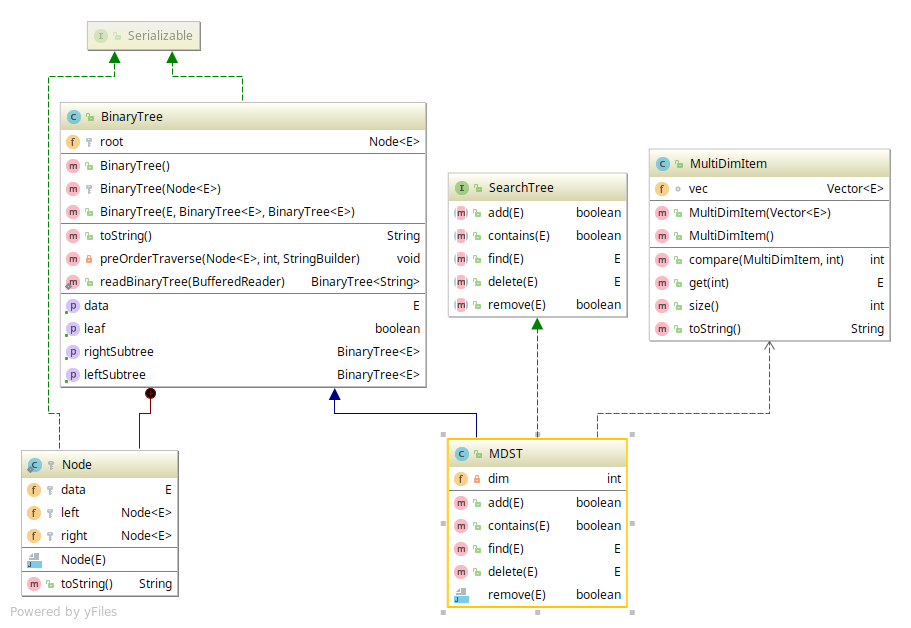 Serializable
BinaryTree
root Node<E>
BinaryTree()
BinaryTree(Node<E>)
BinaryTree(E, BinaryTree<E>, BinaryTree<E>)
toString() String
preOrderTraverse(Node<E>, int, StringBuilder) void
readBinaryTree(BufferedReader) BinaryTree<String>
data E
leaf boolean
rightSubtree BinaryTree<E>
leftSubtree BinaryTree<E>
SearchTree
add(E) boolean
contains(E) boolean
find(E) E
delete(E) E
remove(E) boolean
MultiDimItem
vec Vector<E>
MultiDimItem(Vector<E>)
MultiDimItem()
compare(MultiDimItem, int) int
get(int) E
size() int
toString() String
Node
data E
left Node<E>
right Node<E>
Node(E)
toString() String
MDST
dim int
add(E) boolean
contains(E) boolean
find(E) E
delete(E) E
remove(E) boolean
Powered by yFiles